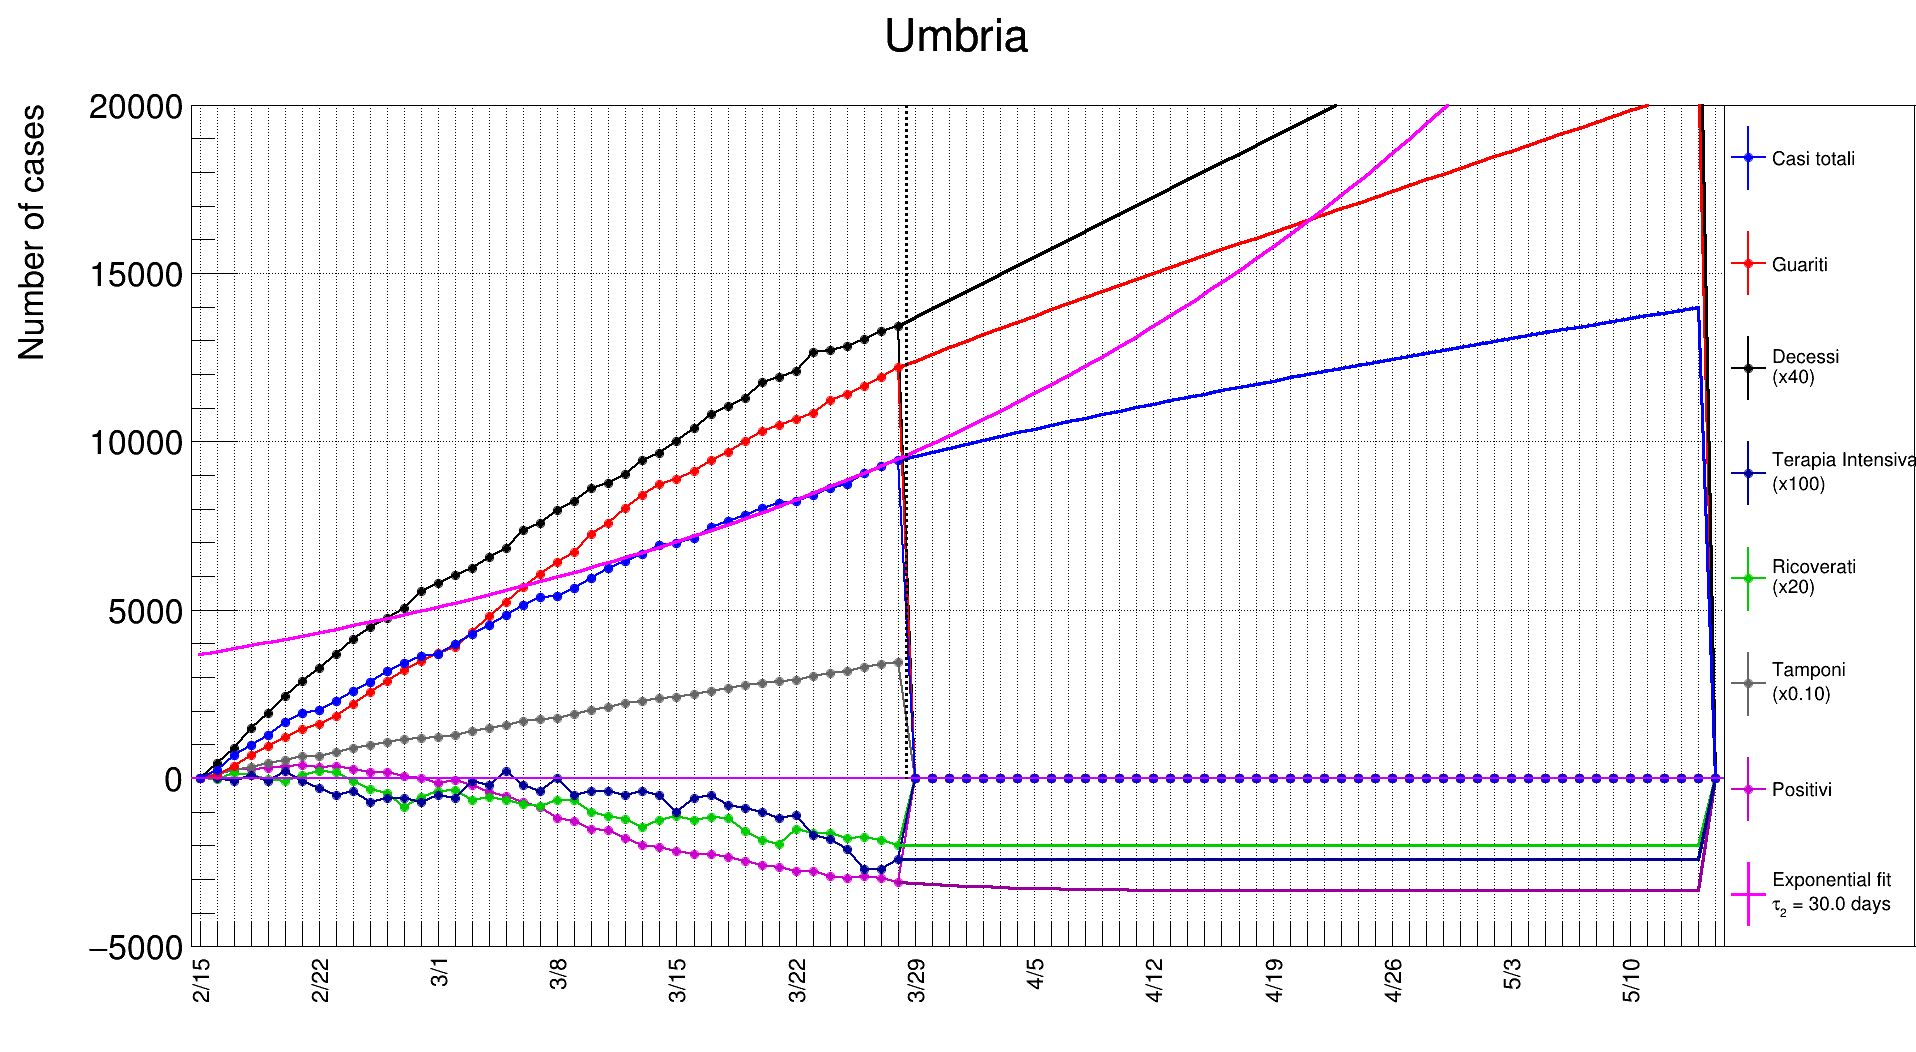 Umbria
Number of cases
20000
15000
10000
5000
0
−5000
2/15
2/22
3/1
3/8
3/15
3/22
3/29
4/5
4/12
4/19
4/26
5/3
5/10
Casi totali
Guariti
Decessi
(x40)
Terapia Intensiva
(x100)
Ricoverati
(x20)
Tamponi
(x0.10)
Positivi
Exponential fit
τ2 = 30.0 days